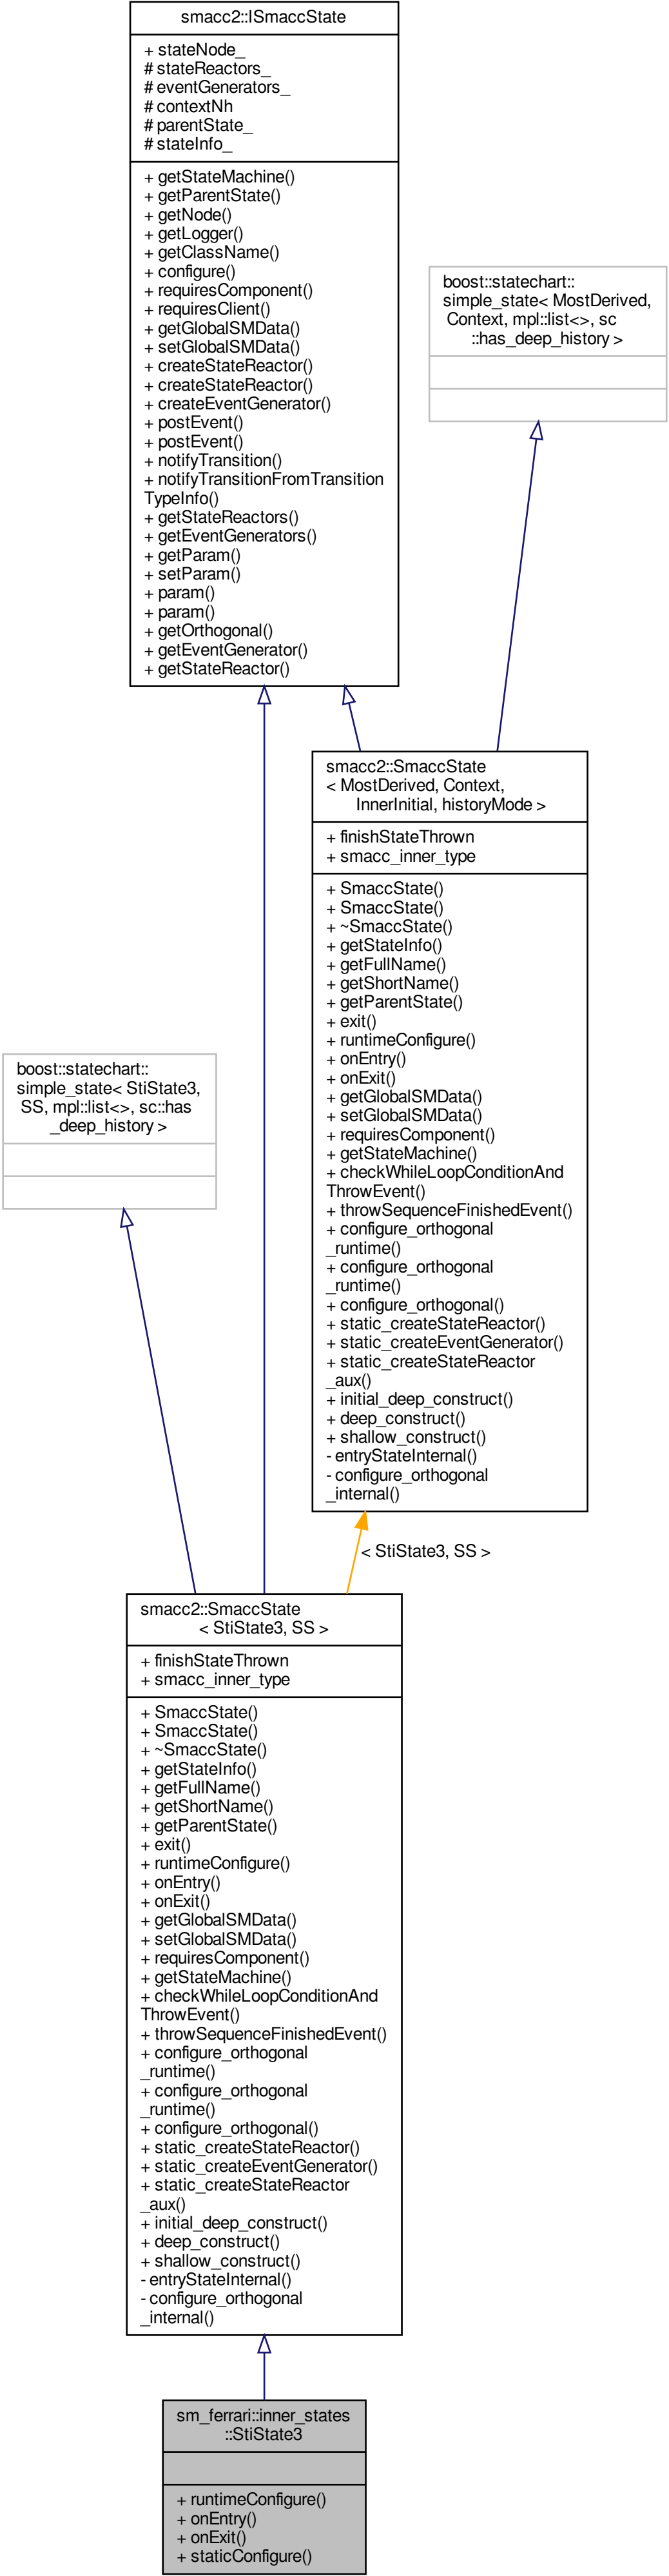 smacc2::ISmaccState
+ stateNode_
# stateReactors_
# eventGenerators_
# contextNh
# parentState_
# stateInfo_
+ getStateMachine()
+ getParentState()
+ getNode()
+ getLogger()
+ getClassName()
+ configure()
+ requiresComponent()
+ requiresClient()
+ getGlobalSMData()
+ setGlobalSMData()
+ createStateReactor()
+ createStateReactor()
+ createEventGenerator()
+ postEvent()
+ postEvent()
+ notifyTransition()
+ notifyTransitionFromTransition
TypeInfo()
+ getStateReactors()
+ getEventGenerators()
+ getParam()
+ setParam()
+ param()
+ param()
+ getOrthogonal()
+ getEventGenerator()
+ getStateReactor()
boost::statechart::
simple_state< MostDerived,
Context, mpl::list<>, sc
::has_deep_history >
smacc2::SmaccState
< MostDerived, Context,
InnerInitial, historyMode >
+ finishStateThrown
+ smacc_inner_type
+ SmaccState()
+ SmaccState()
+ ~SmaccState()
+ getStateInfo()
+ getFullName()
+ getShortName()
+ getParentState()
+ exit()
+ runtimeConfigure()
+ onEntry()
+ onExit()
+ getGlobalSMData()
+ setGlobalSMData()
+ requiresComponent()
+ getStateMachine()
+ checkWhileLoopConditionAnd
ThrowEvent()
+ throwSequenceFinishedEvent()
+ configure_orthogonal
_runtime()
+ configure_orthogonal
_runtime()
+ configure_orthogonal()
+ static_createStateReactor()
+ static_createEventGenerator()
+ static_createStateReactor
_aux()
+ initial_deep_construct()
+ deep_construct()
+ shallow_construct()
- entryStateInternal()
- configure_orthogonal
_internal()
boost::statechart::
simple_state< StiState3,
SS, mpl::list<>, sc::has
_deep_history >
< StiState3, SS >
smacc2::SmaccState
< StiState3, SS >
+ finishStateThrown
+ smacc_inner_type
+ SmaccState()
+ SmaccState()
+ ~SmaccState()
+ getStateInfo()
+ getFullName()
+ getShortName()
+ getParentState()
+ exit()
+ runtimeConfigure()
+ onEntry()
+ onExit()
+ getGlobalSMData()
+ setGlobalSMData()
+ requiresComponent()
+ getStateMachine()
+ checkWhileLoopConditionAnd
ThrowEvent()
+ throwSequenceFinishedEvent()
+ configure_orthogonal
_runtime()
+ configure_orthogonal
_runtime()
+ configure_orthogonal()
+ static_createStateReactor()
+ static_createEventGenerator()
+ static_createStateReactor
_aux()
+ initial_deep_construct()
+ deep_construct()
+ shallow_construct()
- entryStateInternal()
- configure_orthogonal
_internal()
sm_ferrari::inner_states
::StiState3
+ runtimeConfigure()
+ onEntry()
+ onExit()
+ staticConfigure()